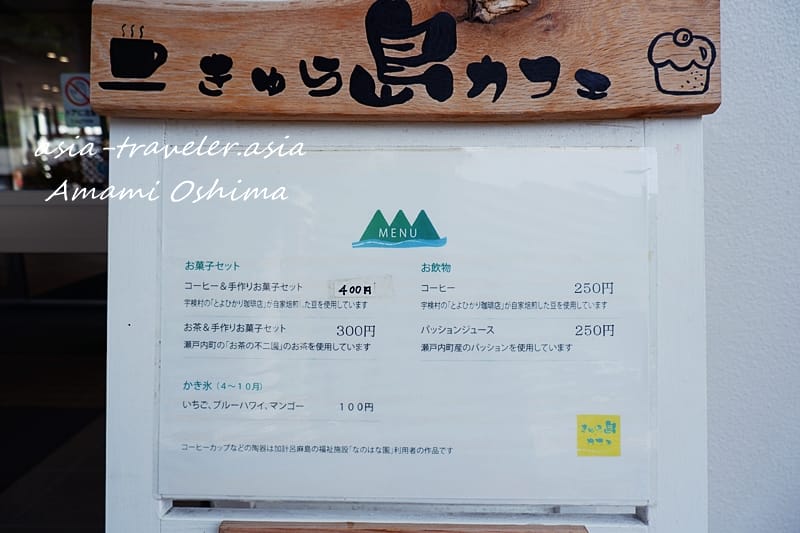 きゅら島カフェ
asia-traveler.asia
Amami Oshima
MENU
お菓子セット
コーヒー＆手作りお菓子セット 400円
宇検村の「とよひかり珈琲店」が自家焙煎した豆を使用しています
お茶＆手作りお菓子セット 300円
瀬戸内町の「お茶の不二園」のお茶を使用しています
かき氷（4～10月）
いちご、ブルーハワイ、マンゴー 100円
お飲物
コーヒー 250円
宇検村の「とよひかり珈琲店」が自家焙煎した豆を使用しています
パッションジュース 250円
瀬戸内町産のパッションを使用しています
コーヒーカップなどの陶器は加計呂麻島の福祉施設「なのはな園」利用者の作品です
きゅら島
カフェ